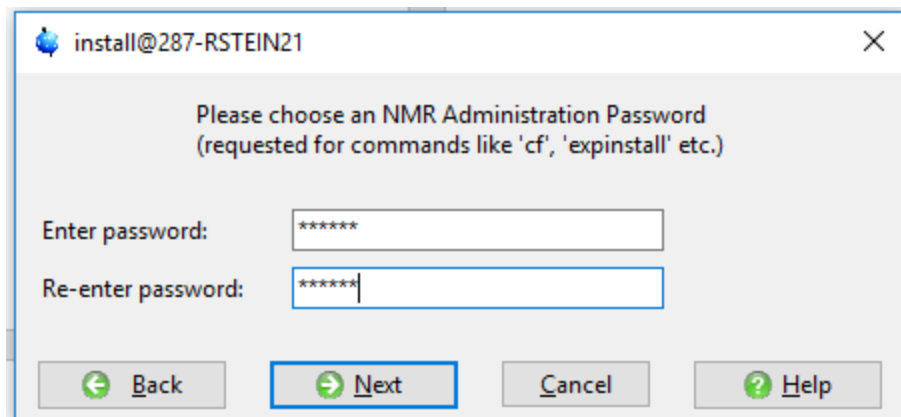 install@287-RSTEIN21
Please choose an NMR Administration Password
(requested for commands like 'cf', 'expinstall' etc.)
Enter password: ******
Re-enter password: ******
Back Next Cancel Help